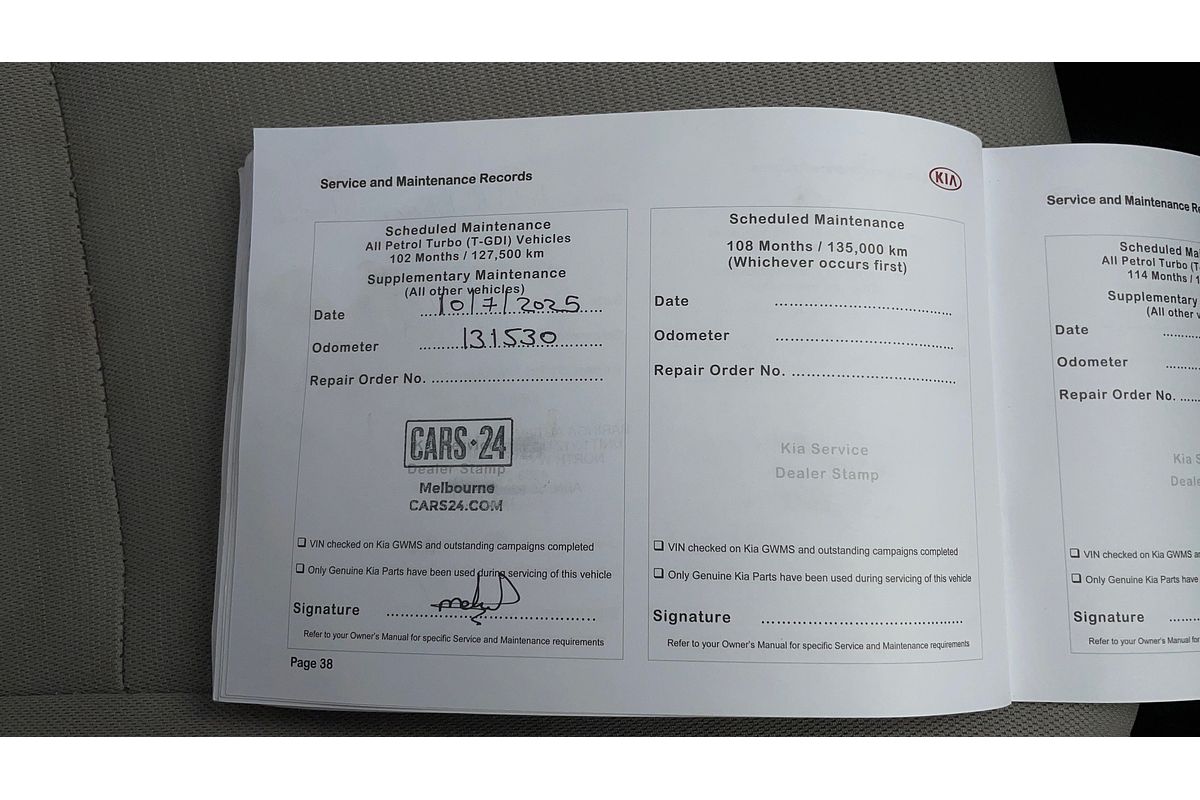 Service and Maintenance Records
KIA
Scheduled Maintenance
All Petrol Turbo (T-GDI) Vehicles
102 Months / 127,500 km
Supplementary Maintenance
(All other vehicles)
Date 10/7/2025
Odometer 131530
Repair Order No.
CARS·24
Dealer Stamp
Melbourne
CARS24.COM
VIN checked on Kia GWMS and outstanding campaigns completed
Only Genuine Kia Parts have been used during servicing of this vehicle
Signature
Refer to your Owner's Manual for specific Service and Maintenance requirements
Page 38
Scheduled Maintenance
108 Months / 135,000 km
(Whichever occurs first)
Date
Odometer
Repair Order No.
Kia Service
Dealer Stamp
VIN checked on Kia GWMS and outstanding campaigns completed
Only Genuine Kia Parts have been used during servicing of this vehicle
Signature
Refer to your Owner's Manual for specific Service and Maintenance requirements
Service and Maintenance
Scheduled
All Petrol Turbo
114 Months /
Supplementary
(All other
Date
Odometer
Repair Order No.
Kia
VIN checked on Kia GWMS
Only Genuine Kia Parts have
Signature
Refer to your Owner's Manual for